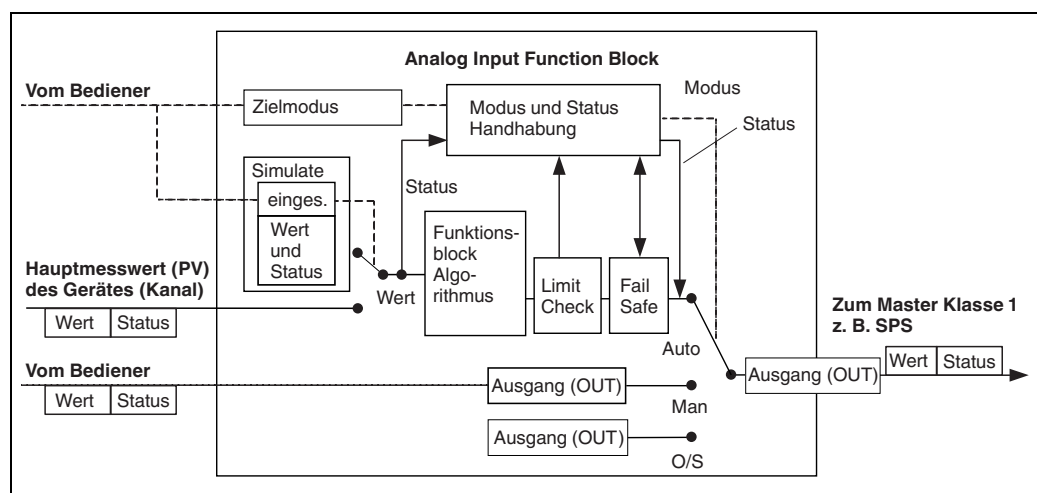 Analog Input Function Block
Vom Bediener
Zielmodus
Modus und Status
Handhabung
Modus
Status
Simulate
einges.
Wert
und
Status
Status
Funktions-
block
Algo-
rithmus
Wert
Limit
Check
Fail
Safe
Hauptmesswert (PV)
des Gerätes (Kanal)
Wert
Status
Auto
Zum Master Klasse 1
z. B. SPS
Wert
Status
Ausgang (OUT)
Vom Bediener
Wert
Status
Ausgang (OUT)
Man
Ausgang (OUT)
O/S